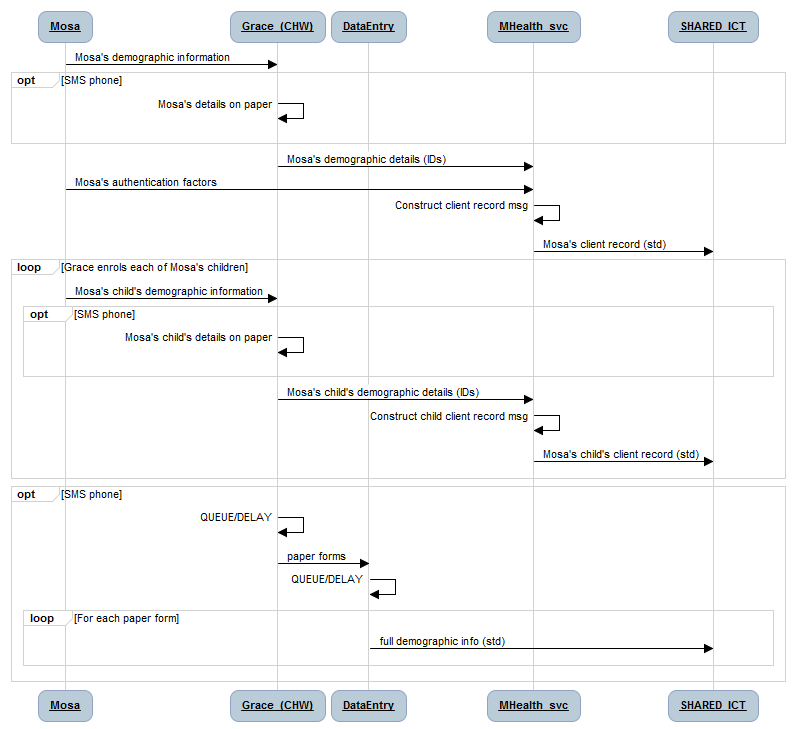 Mosa Grace (CHW) DataEntry MHealth_svc SHARED_ICT
Mosa's demographic information
opt [SMS phone]
Mosa's details on paper
Mosa's demographic details (IDs)
Mosa's authentication factors
Construct client record msg
Mosa's client record (std)
loop [Grace enrols each of Mosa's children]
Mosa's child's demographic information
opt [SMS phone]
Mosa's child's details on paper
Mosa's child's demographic details (IDs)
Construct child client record msg
Mosa's child's client record (std)
opt [SMS phone]
QUEUE/DELAY
paper forms
QUEUE/DELAY
loop [For each paper form]
full demographic info (std)
Mosa Grace (CHW) DataEntry MHealth_svc SHARED_ICT